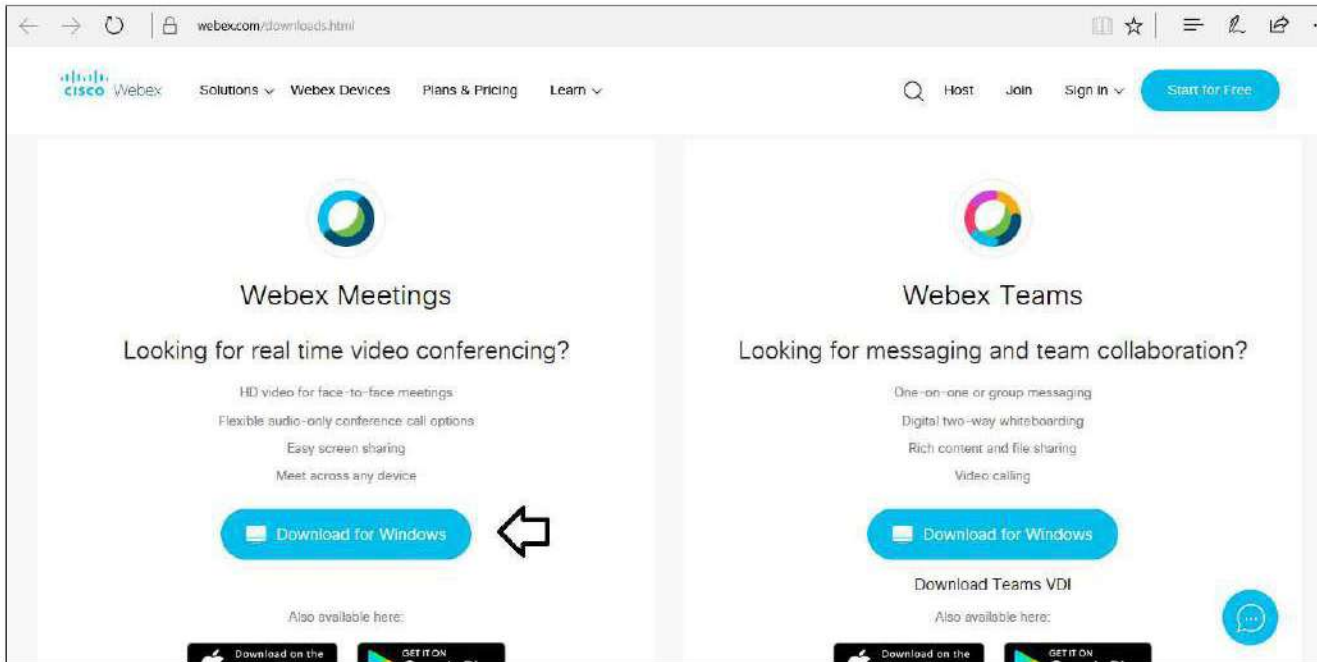 webex.com/downloads.html
cisco Webex Solutions Webex Devices Plans & Pricing Learn Host Join Sign In Start for Free
Webex Meetings
Looking for real time video conferencing?
HD video for face-to-face meetings
Flexible audio-only conference call options
Easy screen sharing
Meet across any device
Download for Windows
Also available here:
Download on the
GET IT ON
Webex Teams
Looking for messaging and team collaboration?
One-on-one or group messaging
Digital two-way whiteboarding
Rich content and file sharing
Video calling
Download for Windows
Download Teams VDI
Also available here:
Download on the
GET IT ON